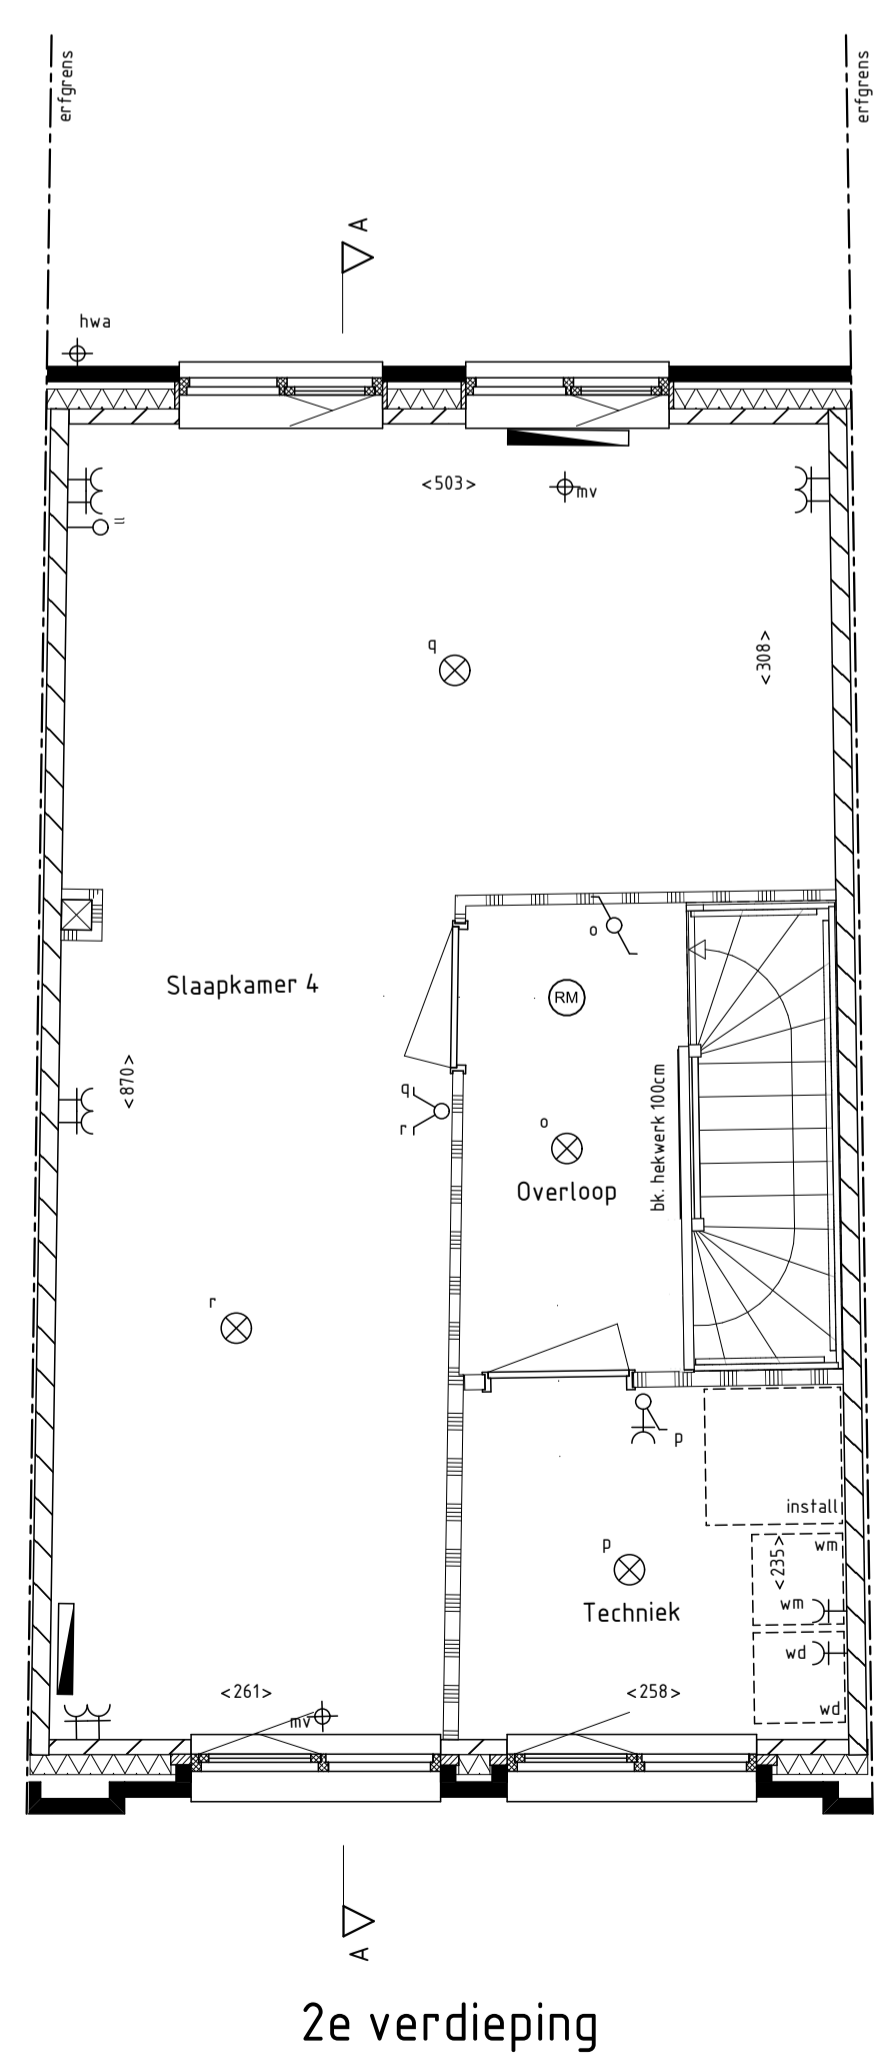 erfgrens
erfgrens
A
hwa
<503>
mv
=
q
<308>
o
RM
Slaapkamer 4
<870>
q
r
o
bk. hekwerk 100cm
Overloop
r
p
install
p
<235>
wm
wm
Techniek
wd
<261>
<258>
mv
wd
A
2e verdieping